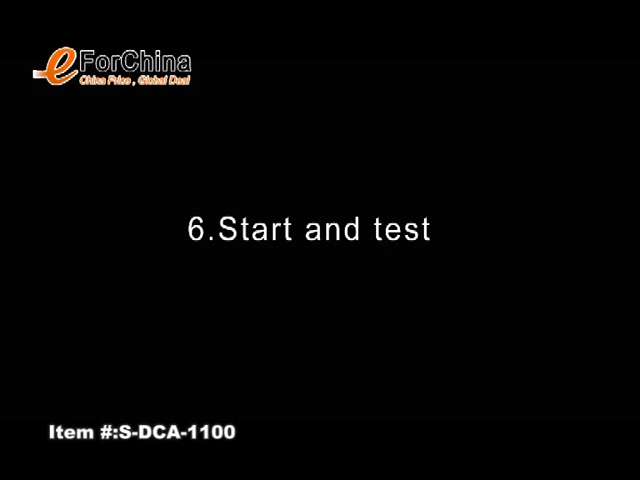 eForChina
China Price , Global Deal
6.Start and test
Item #:S-DCA-1100